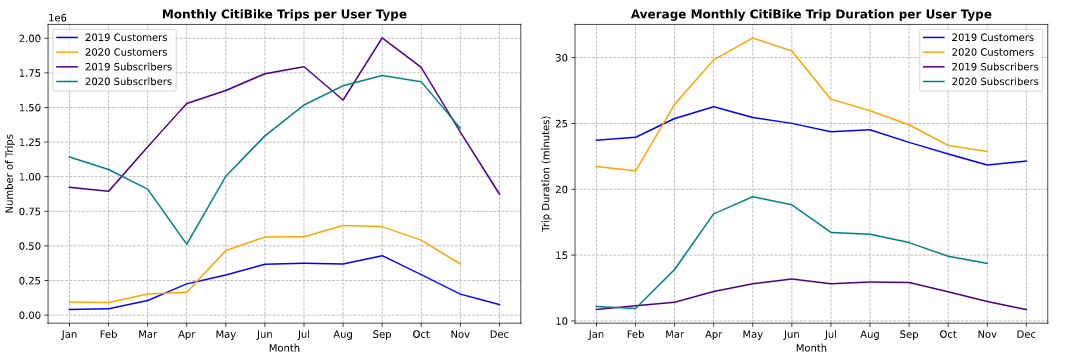 Monthly CitiBike Trips per User Type
1e6
2.00
1.75
1.50
1.25
1.00
0.75
0.50
0.25
0.00
Number of Trips
2019 Customers
2020 Customers
2019 Subscribers
2020 Subscribers
Jan Feb Mar Apr May Jun Jul Aug Sep Oct Nov Dec
Month
Average Monthly CitiBike Trip Duration per User Type
30
25
20
15
10
Trip Duration (minutes)
2019 Customers
2020 Customers
2019 Subscribers
2020 Subscribers
Jan Feb Mar Apr May Jun Jul Aug Sep Oct Nov Dec
Month